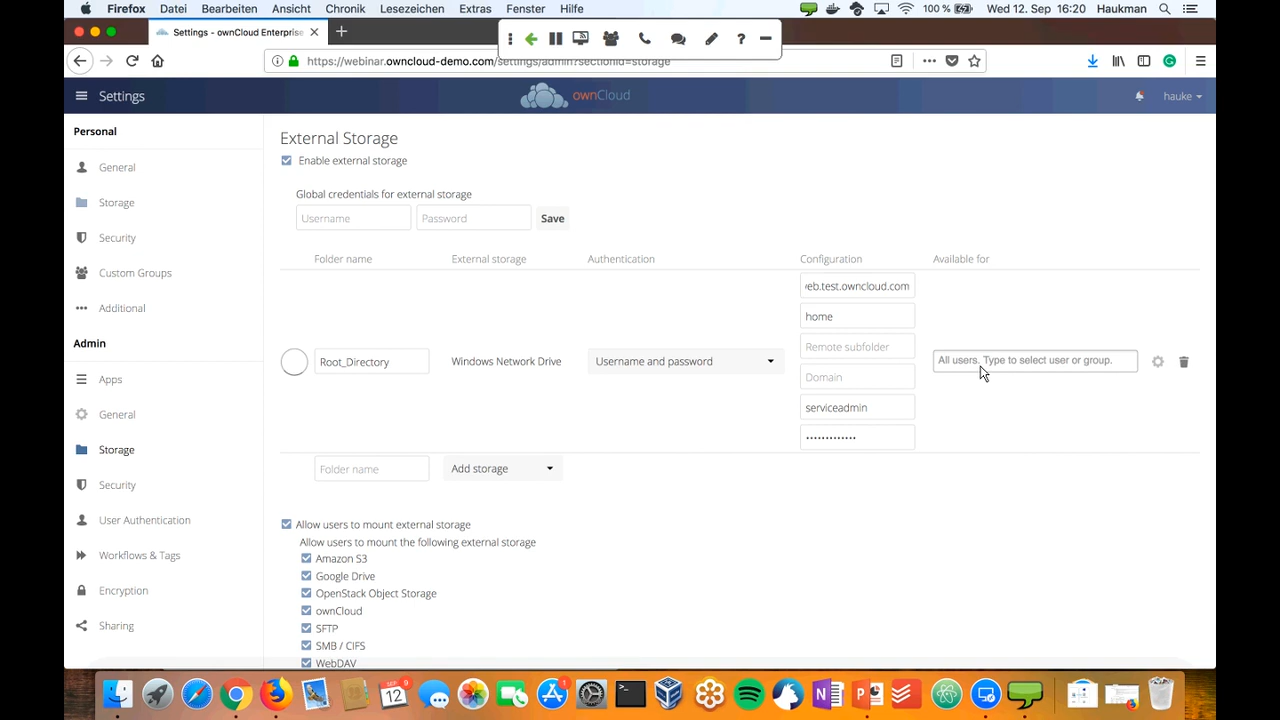 Firefox Datei Bearbeiten Ansicht Chronik Lesezeichen Extras Fenster Hilfe 100 % Wed 12. Sep 16:20 Haukman
Settings - ownCloud Enterprise
https://webinar.owncloud-demo.com/settings/admin?sectionid=storage
Settings ownCloud hauke
Personal
General
Storage
Security
Custom Groups
Additional
Admin
Apps
General
Storage
Security
User Authentication
Workflows & Tags
Encryption
Sharing
External Storage
Enable external storage
Global credentials for external storage
Username Password Save
Folder name External storage Authentication Configuration Available for
Root_Directory Windows Network Drive Username and password
web.test.owncloud.com
home
Remote subfolder
Domain
serviceadmin
•••••••••••••
All users. Type to select user or group.
Folder name Add storage
Allow users to mount external storage
Allow users to mount the following external storage
Amazon S3
Google Drive
OpenStack Object Storage
ownCloud
SFTP
SMB / CIFS
WebDAV
SEP 9
12
1